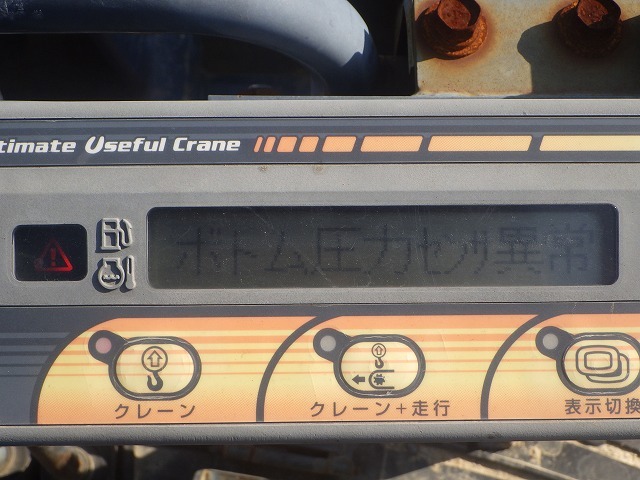 timate Useful Crane
ボトム圧力センサ異常
クレーン
クレーン+走行
表示切換